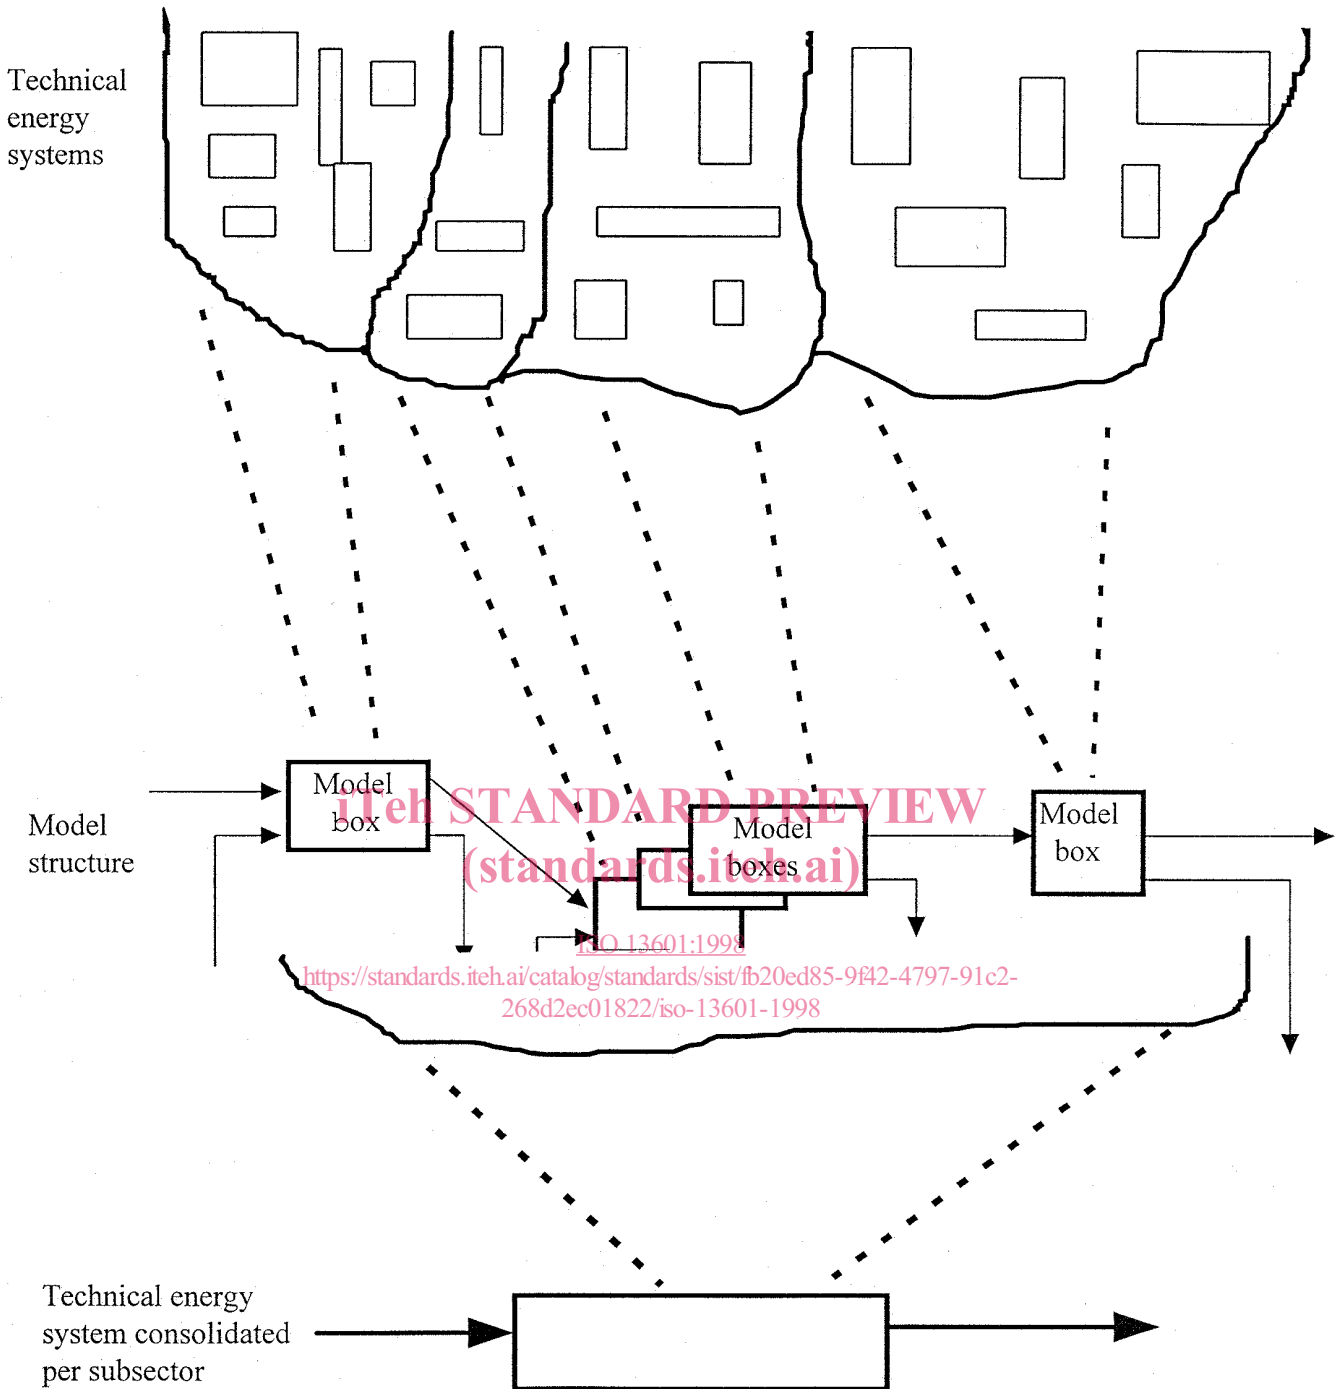 Technical
energy
systems
Model
box
iTeh STANDARD PREVIEW
Model
structure
Model
boxes
Model
box
(standards.iteh.ai)
ISO 13601:1998
https://standards.iteh.ai/catalog/standards/sist/fb20ed85-9f42-4797-91c2-
268d2ec01822/iso-13601-1998
Technical energy
system consolidated
per subsector